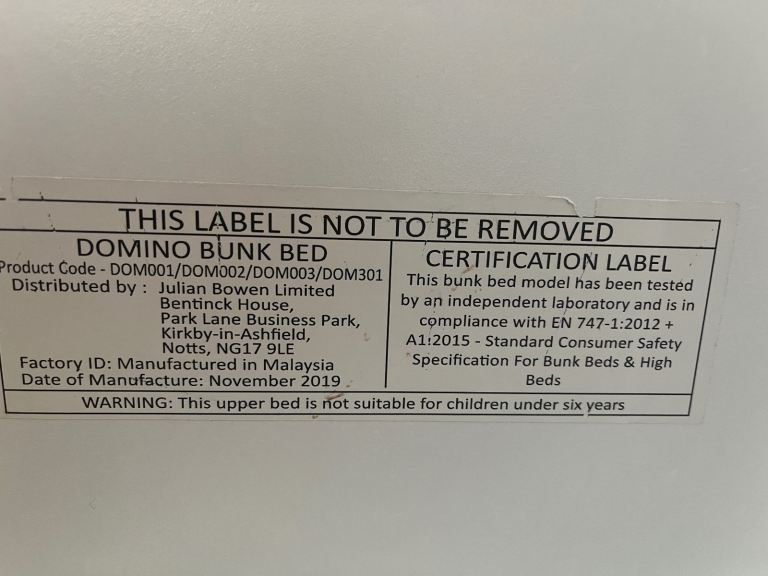 THIS LABEL IS NOT TO BE REMOVED
DOMINO BUNK BED
Product Code - DOM001/DOM002/DOM003/DOM301
Distributed by : Julian Bowen Limited
Bentinck House,
Park Lane Business Park,
Kirkby-in-Ashfield,
Notts, NG17 9LE
Factory ID: Manufactured in Malaysia
Date of Manufacture: November 2019
CERTIFICATION LABEL
This bunk bed model has been tested
by an independent laboratory and is in
compliance with EN 747-1:2012 +
A1:2015 - Standard Consumer Safety
Specification For Bunk Beds & High
Beds
WARNING: This upper bed is not suitable for children under six years